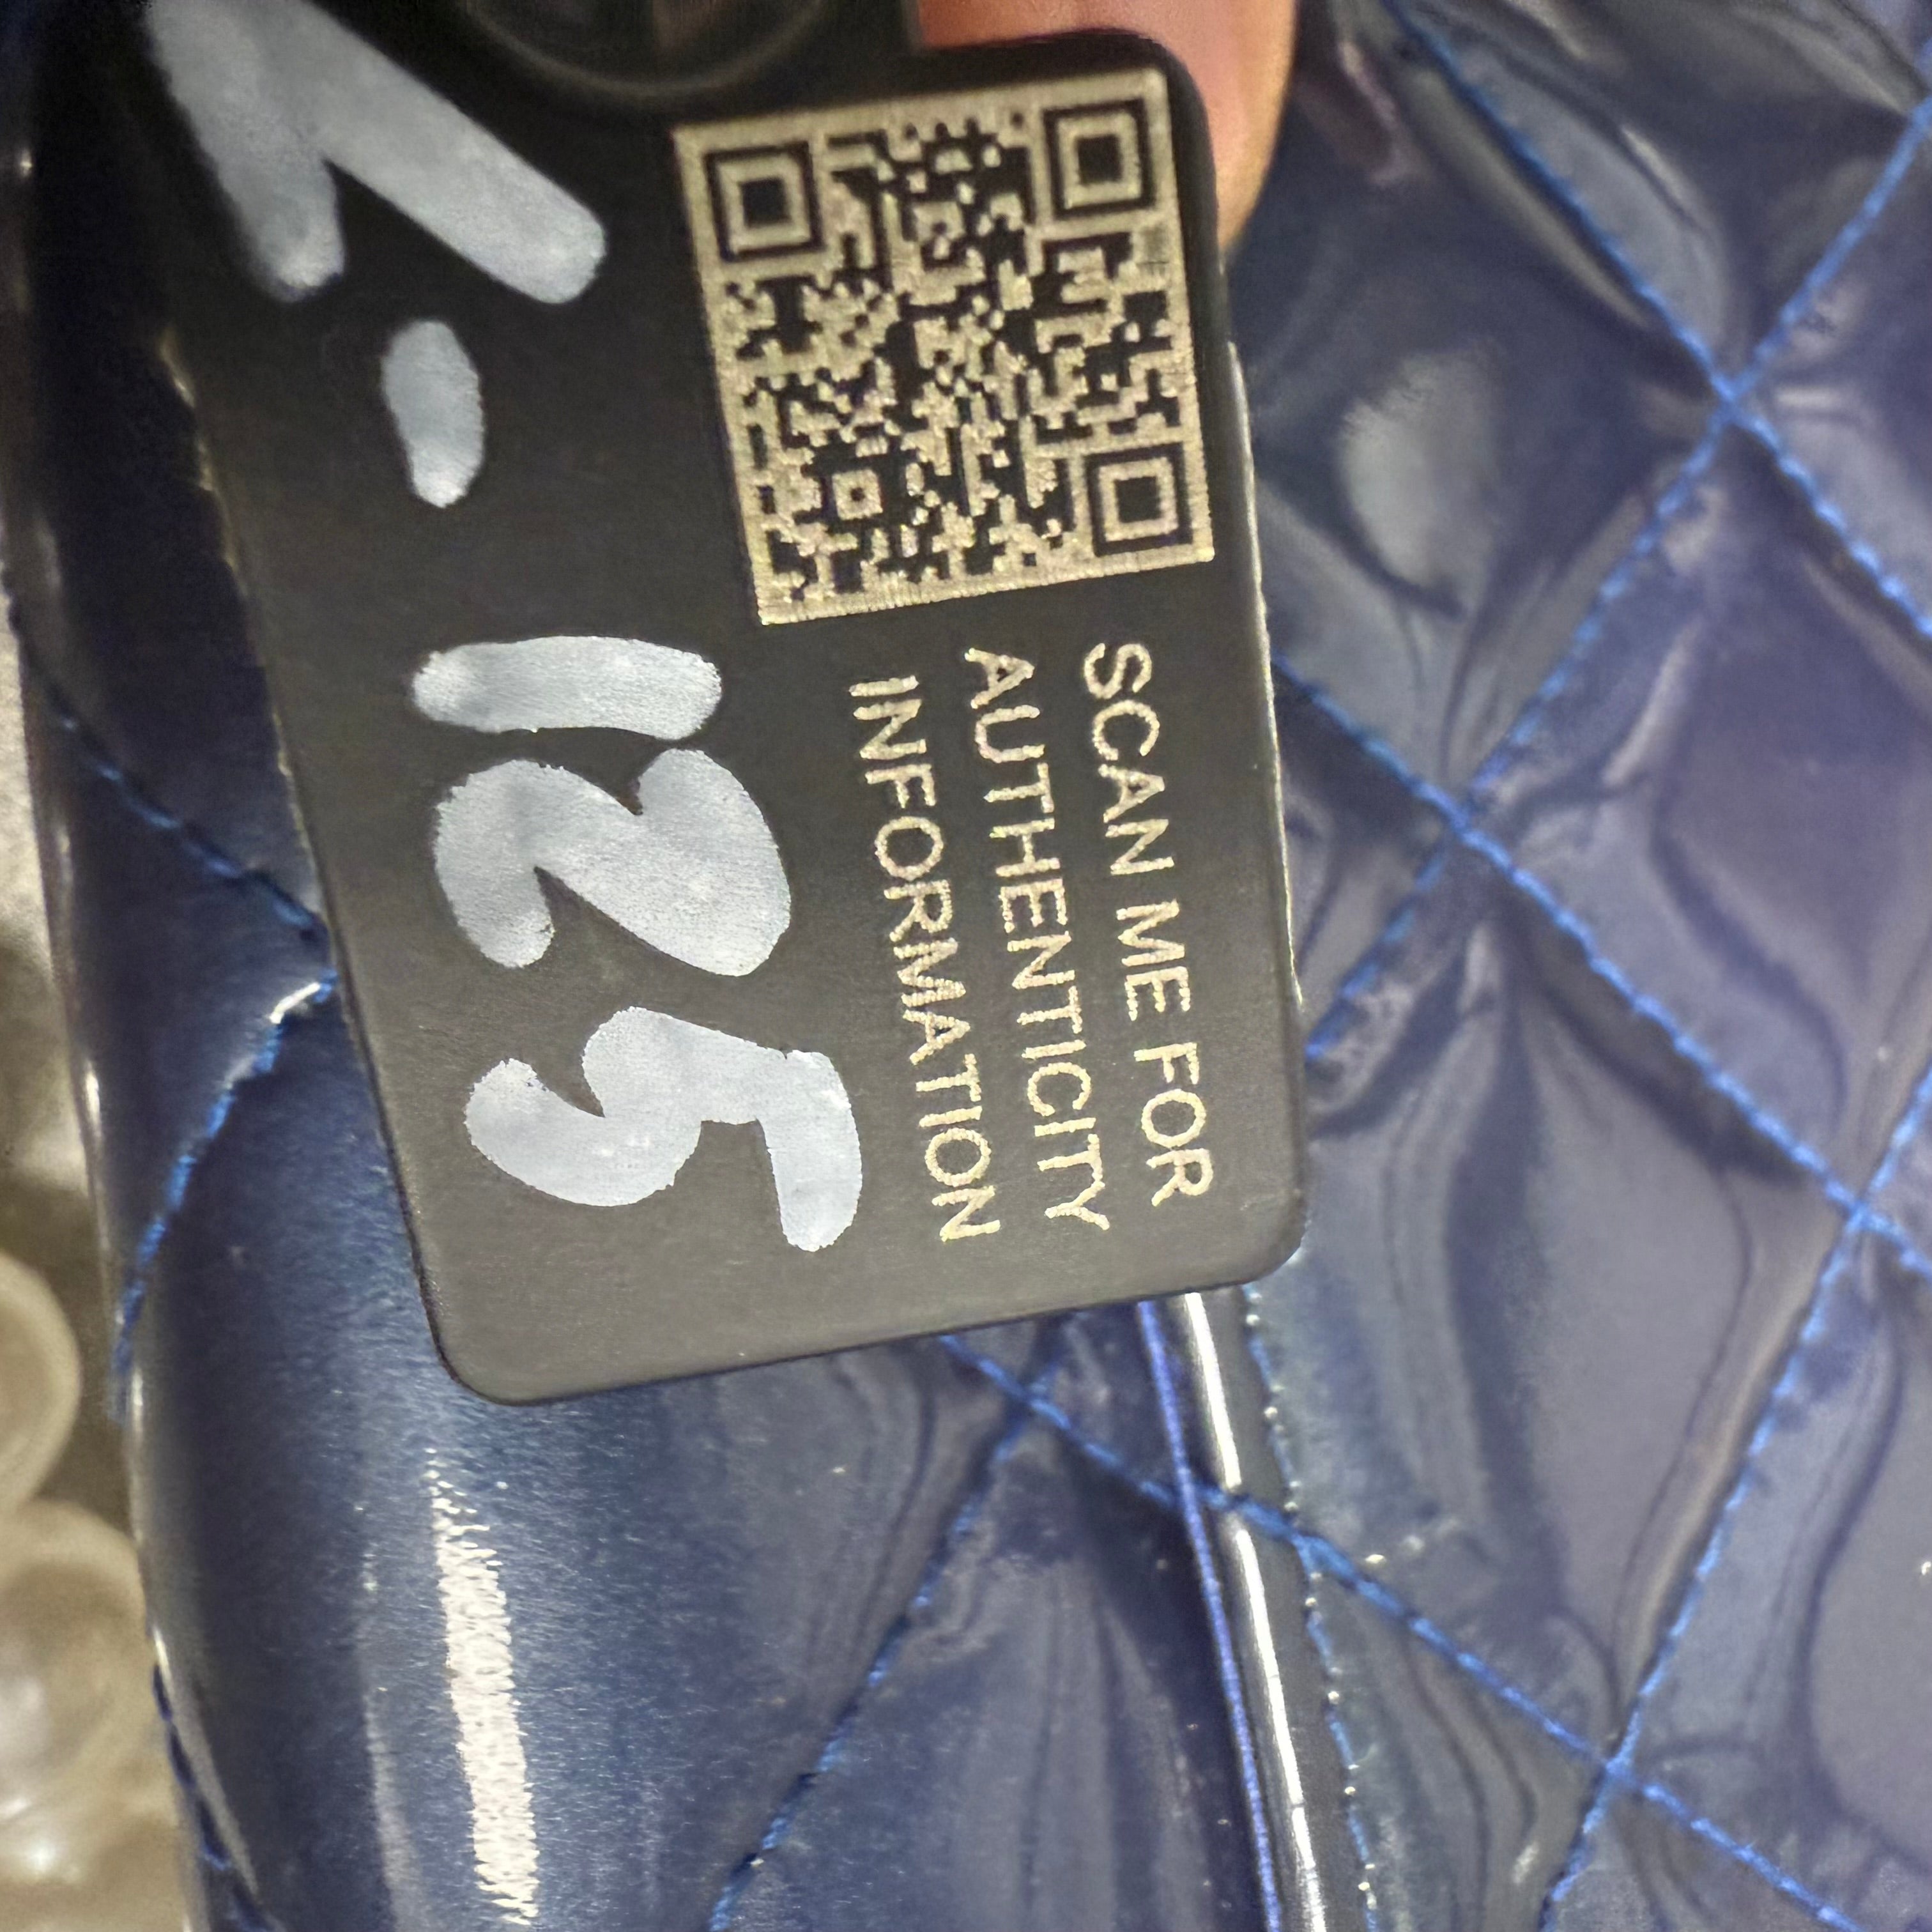 SCAN ME FOR
AUTHENTICITY
INFORMATION
Y-125